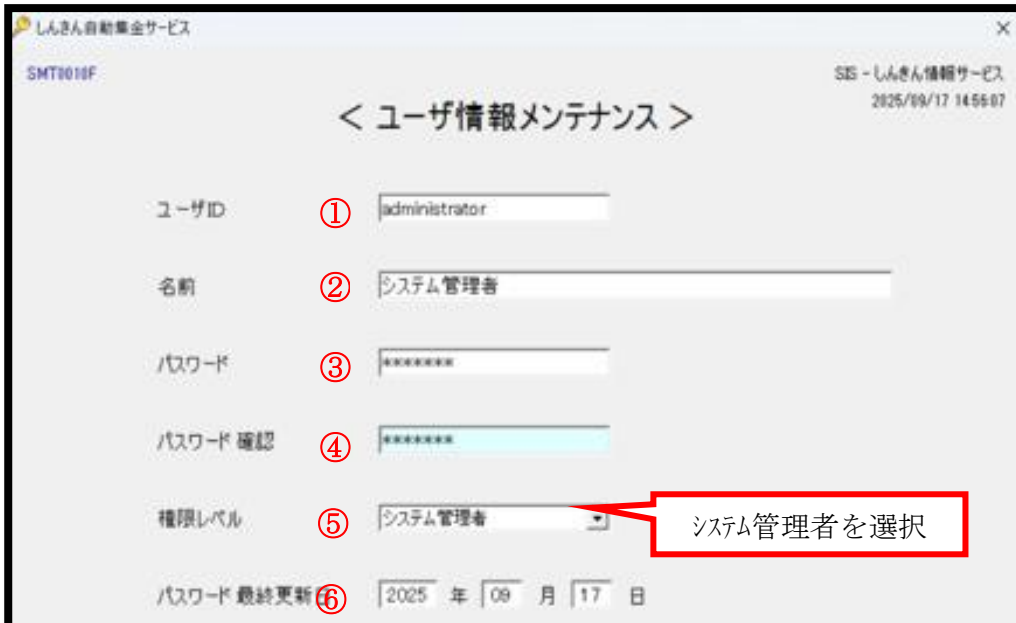 しんきん自動集金サービス ×
SMT0010F
SIS - しんきん情報サービス
2025/09/17 14:56:07
< ユーザ情報メンテナンス >
ユーザID ① administrator
名前 ② システム管理者
パスワード ③ *******
パスワード 確認 ④ *******
権限レベル ⑤ システム管理者
システム管理者を選択
パスワード 最終更新日 ⑥ 2025 年 09 月 17 日